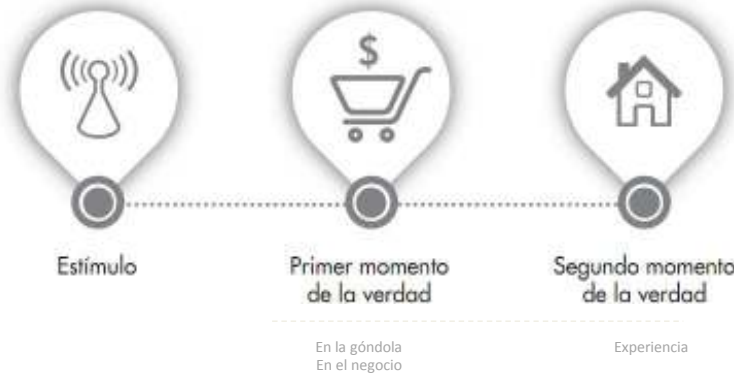 $
Estímulo
Primer momento
de la verdad
Segundo momento
de la verdad
En la góndola
En el negocio
Experiencia